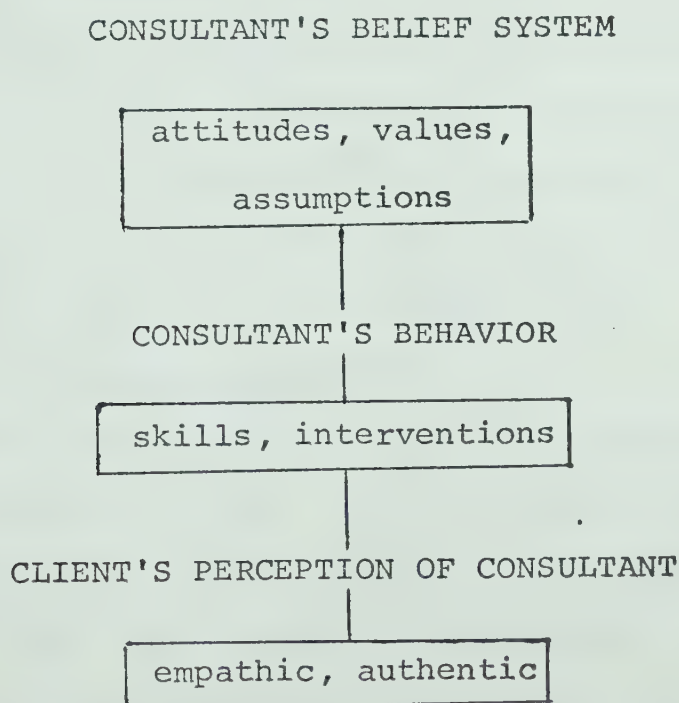 CONSULTANT'S BELIEF SYSTEM
attitudes, values,
assumptions
CONSULTANT'S BEHAVIOR
skills, interventions
CLIENT'S PERCEPTION OF CONSULTANT
empathic, authentic